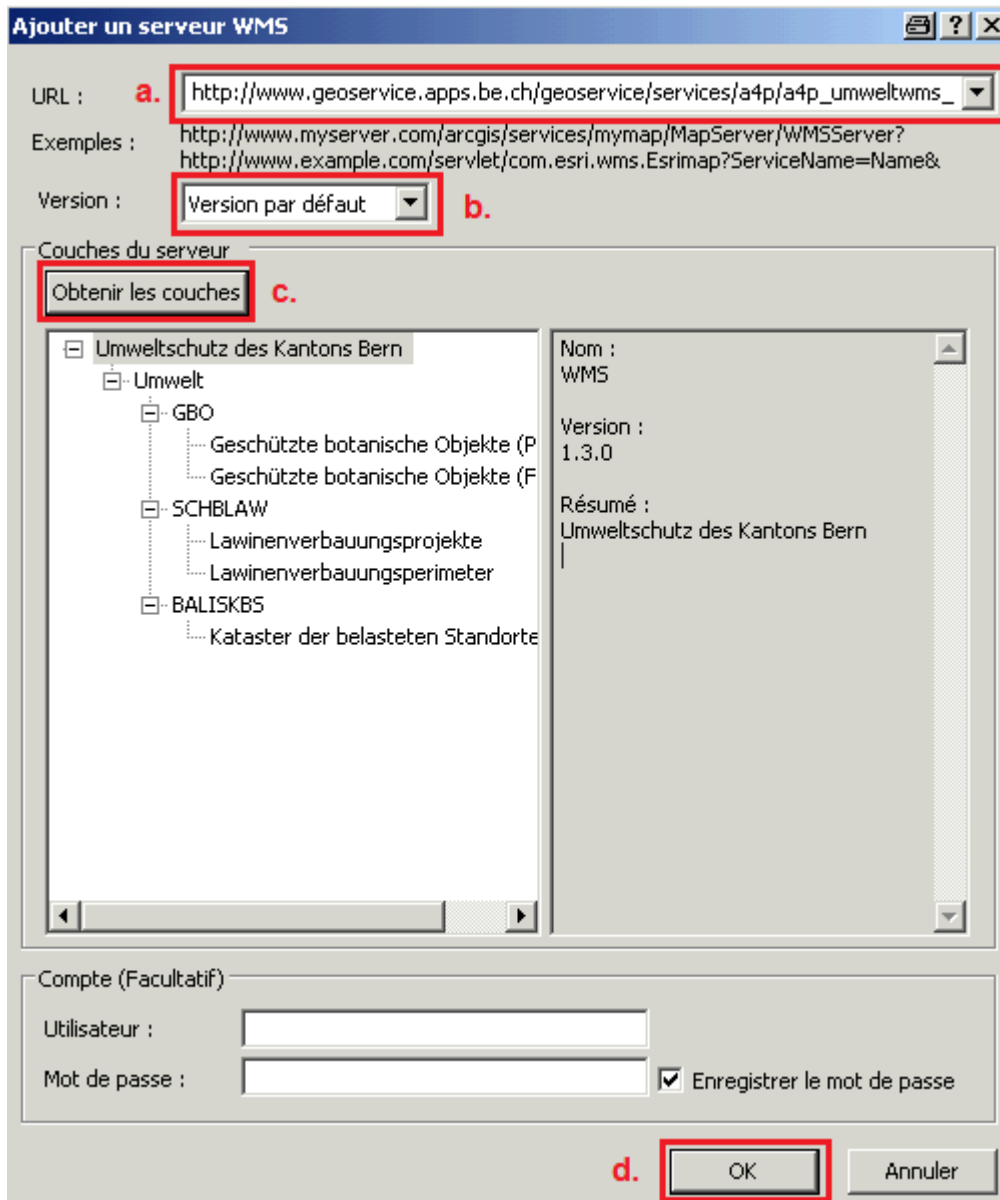 Ajouter un serveur WMS
URL : a. http://www.geoservice.apps.be.ch/geoservice/services/a4p/a4p_umweltwms_
Exemples : http://www.myserver.com/arcgis/services/mymap/MapServer/WMSServer?
http://www.example.com/servlet/com.esri.wms.Esrimap?ServiceName=Name&
Version : Version par défaut b.
Couches du serveur
Obtenir les couches c.
Umweltschutz des Kantons Bern
Umwelt
GBO
Geschützte botanische Objekte (P
Geschützte botanische Objekte (F
SCHBLAW
Lawinenverbauungsprojekte
Lawinenverbauungsperimeter
BALISKBS
Kataster der belasteten Standorte
Nom :
WMS
Version :
1.3.0
Résumé :
Umweltschutz des Kantons Bern
Compte (Facultatif)
Utilisateur :
Mot de passe : Enregistrer le mot de passe
d. OK Annuler